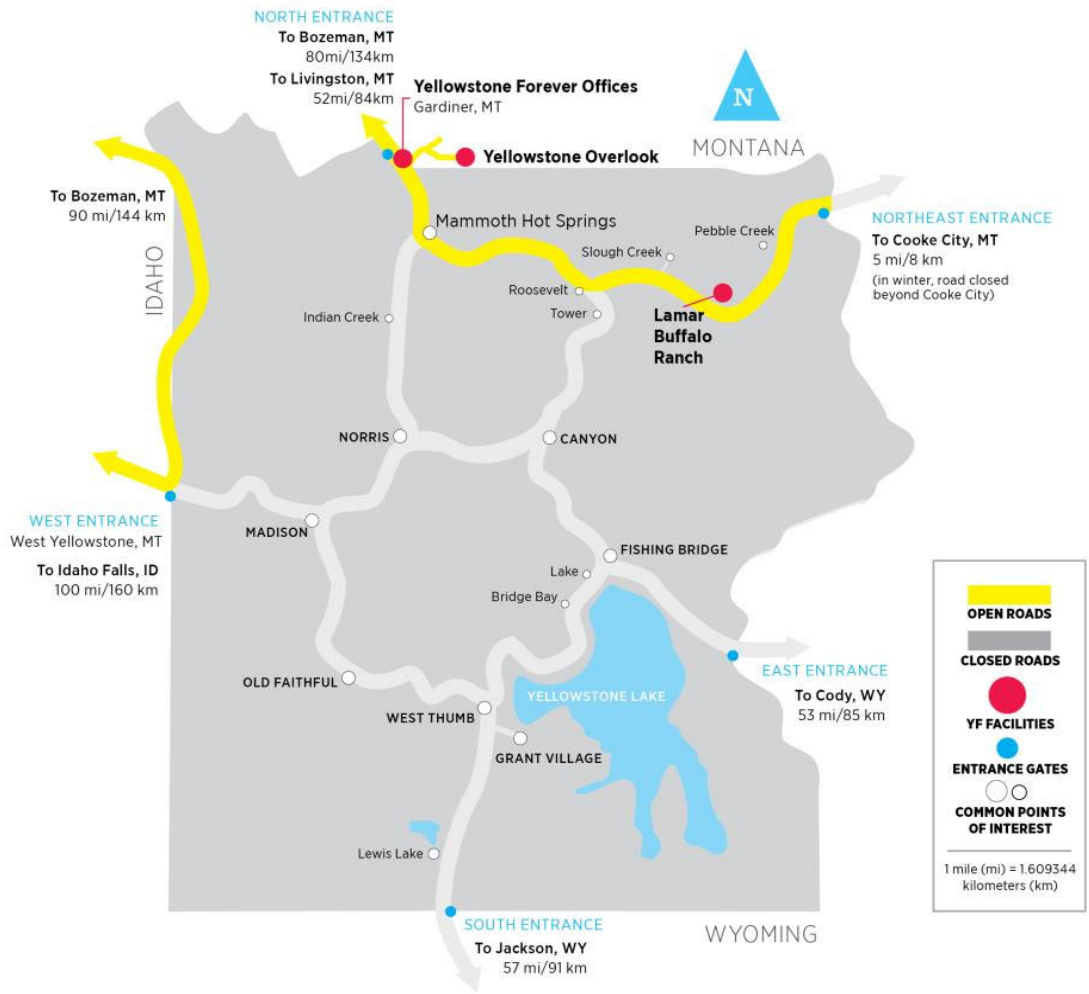 NORTH ENTRANCE
To Bozeman, MT
80mi/134km
To Livingston, MT
52mi/84km
Yellowstone Forever Offices
Gardiner, MT
N
MONTANA
Yellowstone Overlook
To Bozeman, MT
90 mi/144 km
IDAHO
Mammoth Hot Springs
Pebble Creek
Slough Creek
NORTHEAST ENTRANCE
To Cooke City, MT
5 mi/8 km
(in winter, road closed
beyond Cooke City)
Roosevelt
Tower
Indian Creek
Lamar
Buffalo
Ranch
NORRIS
CANYON
WEST ENTRANCE
West Yellowstone, MT
To Idaho Falls, ID
100 mi/160 km
MADISON
FISHING BRIDGE
Lake
Bridge Bay
OLD FAITHFUL
YELLOWSTONE LAKE
WEST THUMB
GRANT VILLAGE
EAST ENTRANCE
To Cody, WY
53 mi/85 km
Lewis Lake
SOUTH ENTRANCE
To Jackson, WY
57 mi/91 km
WYOMING
OPEN ROADS
CLOSED ROADS
YF FACILITIES
ENTRANCE GATES
COMMON POINTS
OF INTEREST
1 mile (mi) = 1.609344
kilometers (km)